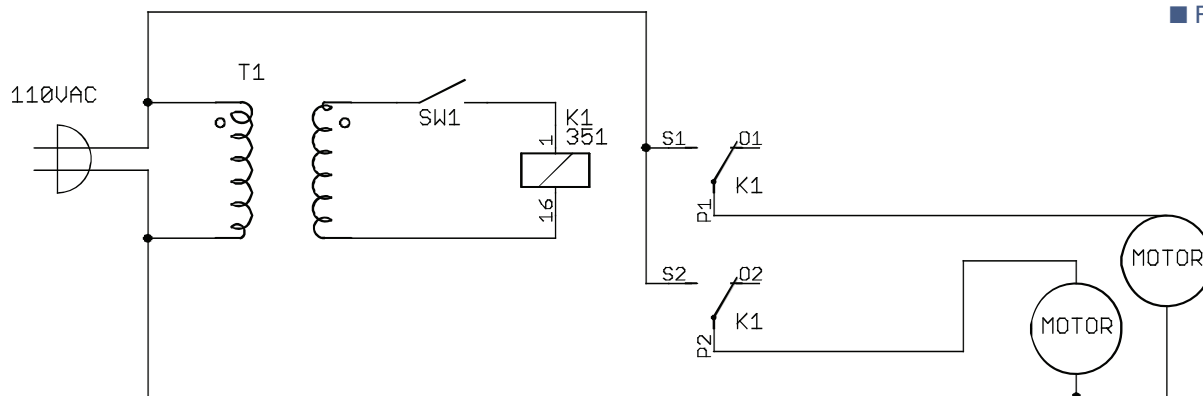 F
T1
110VAC
SW1
K1
351
1
16
S1
O1
K1
P1
MOTOR
S2
O2
K1
MOTOR
P2